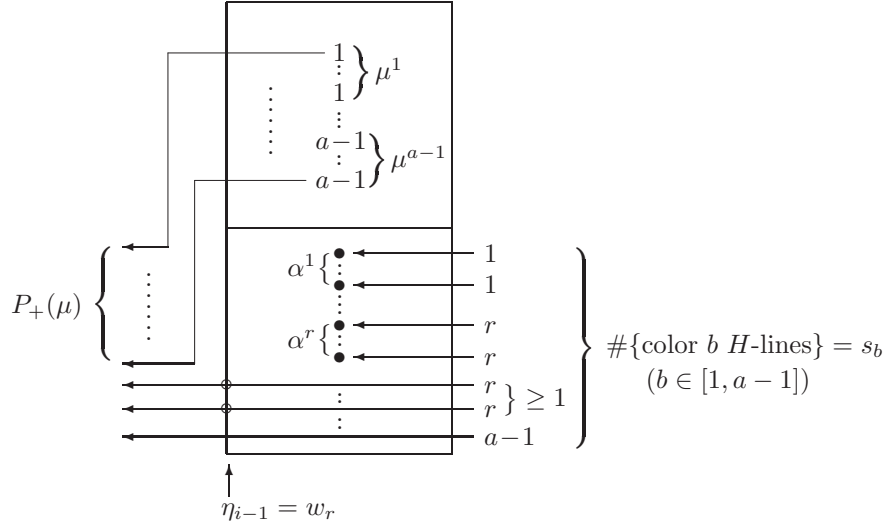 1
1
} μ^1
a−1
a−1
} μ^{a−1}
P_+(μ) {
α^1 {
1
1
α^r {
r
r
r
r
} ≥ 1
a−1
} #{color b H-lines} = s_b
(b ∈ [1, a − 1])
η_{i−1} = w_r